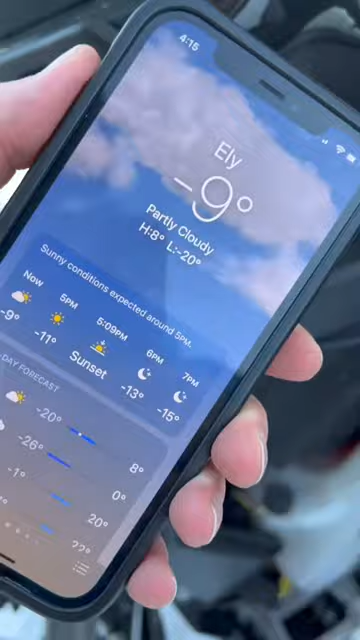 4:15
Ely
-9°
Partly Cloudy
H:8° L:-20°
Sunny conditions expected around 5PM.
Now 5PM 5:09PM 6PM 7PM
-9° -11° Sunset -13° -15°
-DAY FORECAST
-20° 8°
-26° 0°
-1° 20°
22°